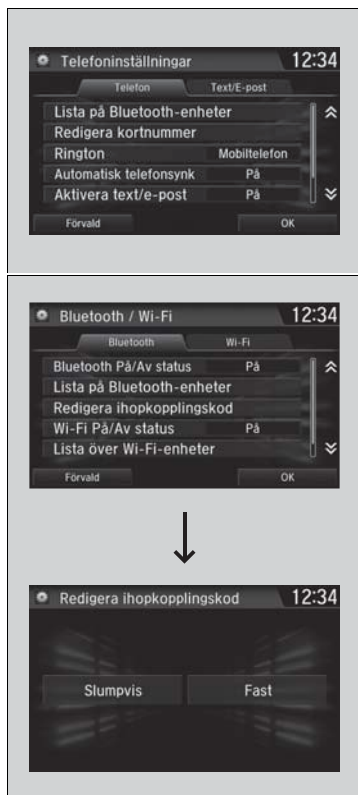 Telefoninställningar 12:34
Telefon Text/E-post
Lista på Bluetooth-enheter
Redigera kortnummer
Rington Mobiltelefon
Automatisk telefonsynk På
Aktivera text/e-post På
Förvald OK
Bluetooth / Wi-Fi 12:34
Bluetooth Wi-Fi
Bluetooth På/Av status På
Lista på Bluetooth-enheter
Redigera ihopkopplingskod
Wi-Fi På/Av status På
Lista över Wi-Fi-enheter
Förvald OK
Redigera ihopkopplingskod 12:34
Slumpvis Fast